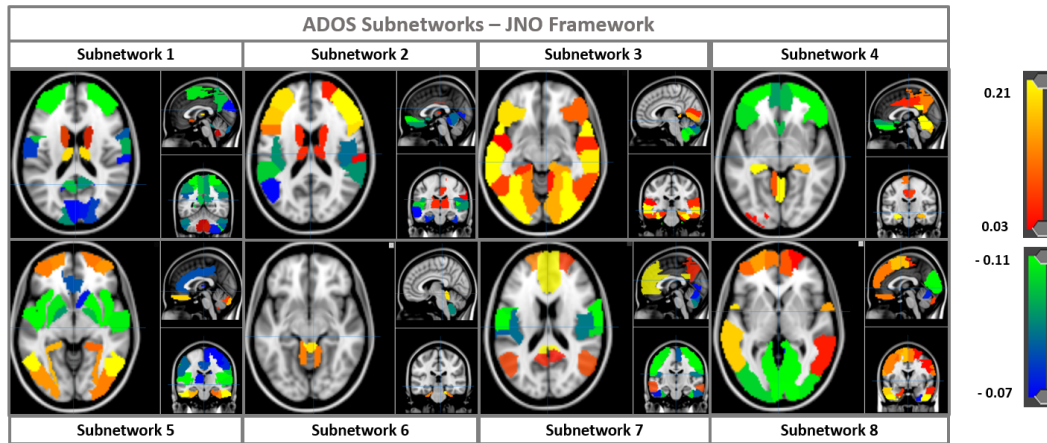 ADOS Subnetworks – JNO Framework
Subnetwork 1
Subnetwork 2
Subnetwork 3
Subnetwork 4
0.21
0.03
- 0.11
- 0.07
Subnetwork 5
Subnetwork 6
Subnetwork 7
Subnetwork 8